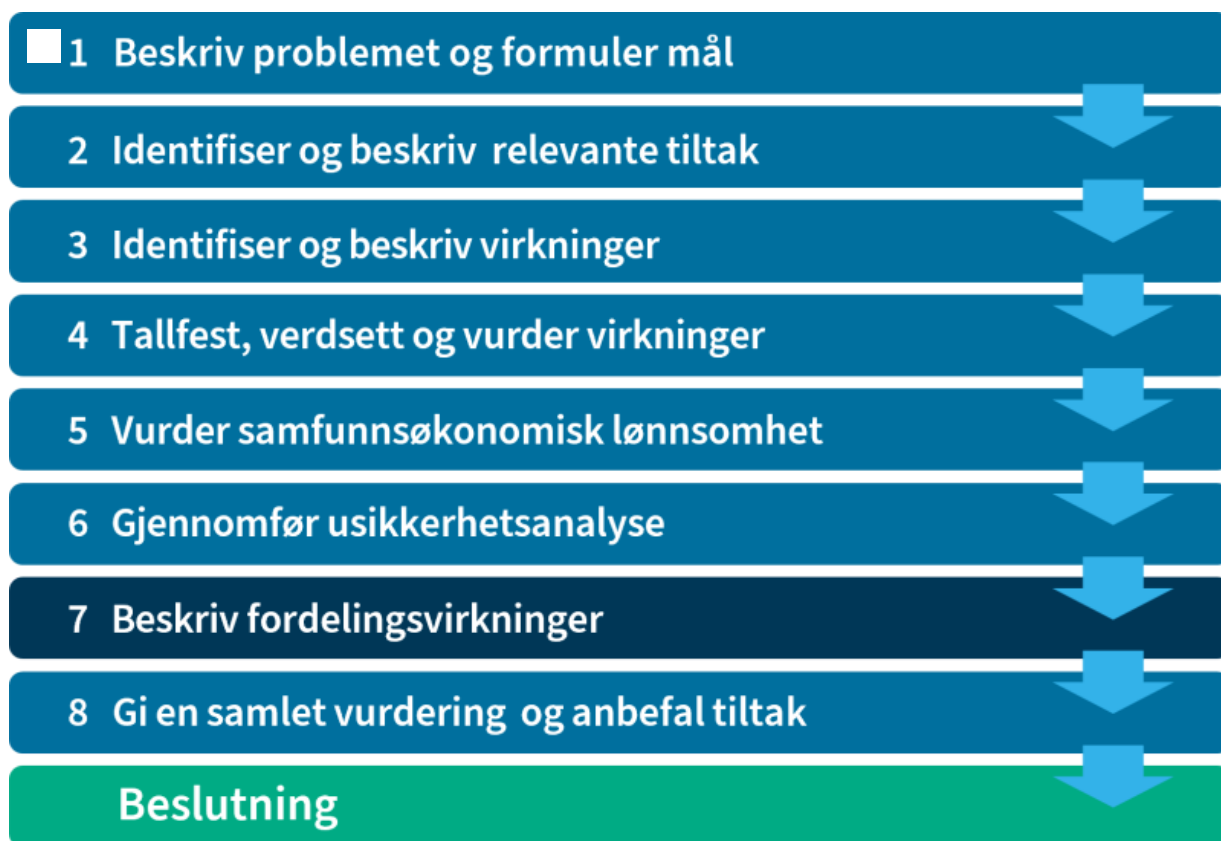 1 Beskriv problemet og formuler mål
2 Identifiser og beskriv relevante tiltak
3 Identifiser og beskriv virkninger
4 Tallfest, verdsett og vurder virkninger
5 Vurder samfunnsøkonomisk lønnsomhet
6 Gjennomfør usikkerhetsanalyse
7 Beskriv fordelingsvirkninger
8 Gi en samlet vurdering og anbefal tiltak
Beslutning